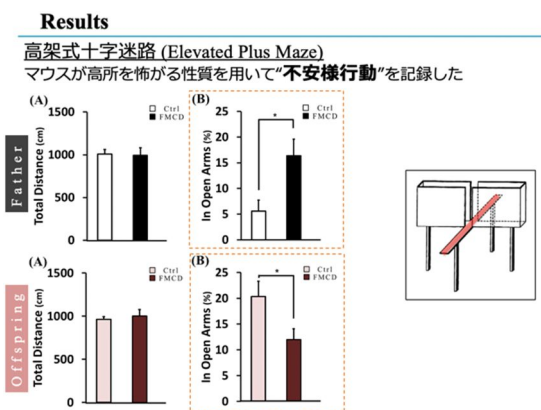 Results
高架式十字迷路 (Elevated Plus Maze)
マウスが高所を怖がる性質を用いて“不安様行動”を記録した
Father
(A)
Total Distance (cm)
1500
1000
500
0
Ctrl
FMCD
(B)
In Open Arms (%)
25
20
15
10
5
0
*
Ctrl
FMCD
Offspring
(A)
Total Distance (cm)
1500
1000
500
0
Ctrl
FMCD
(B)
In Open Arms (%)
25
20
15
10
5
0
*
Ctrl
FMCD